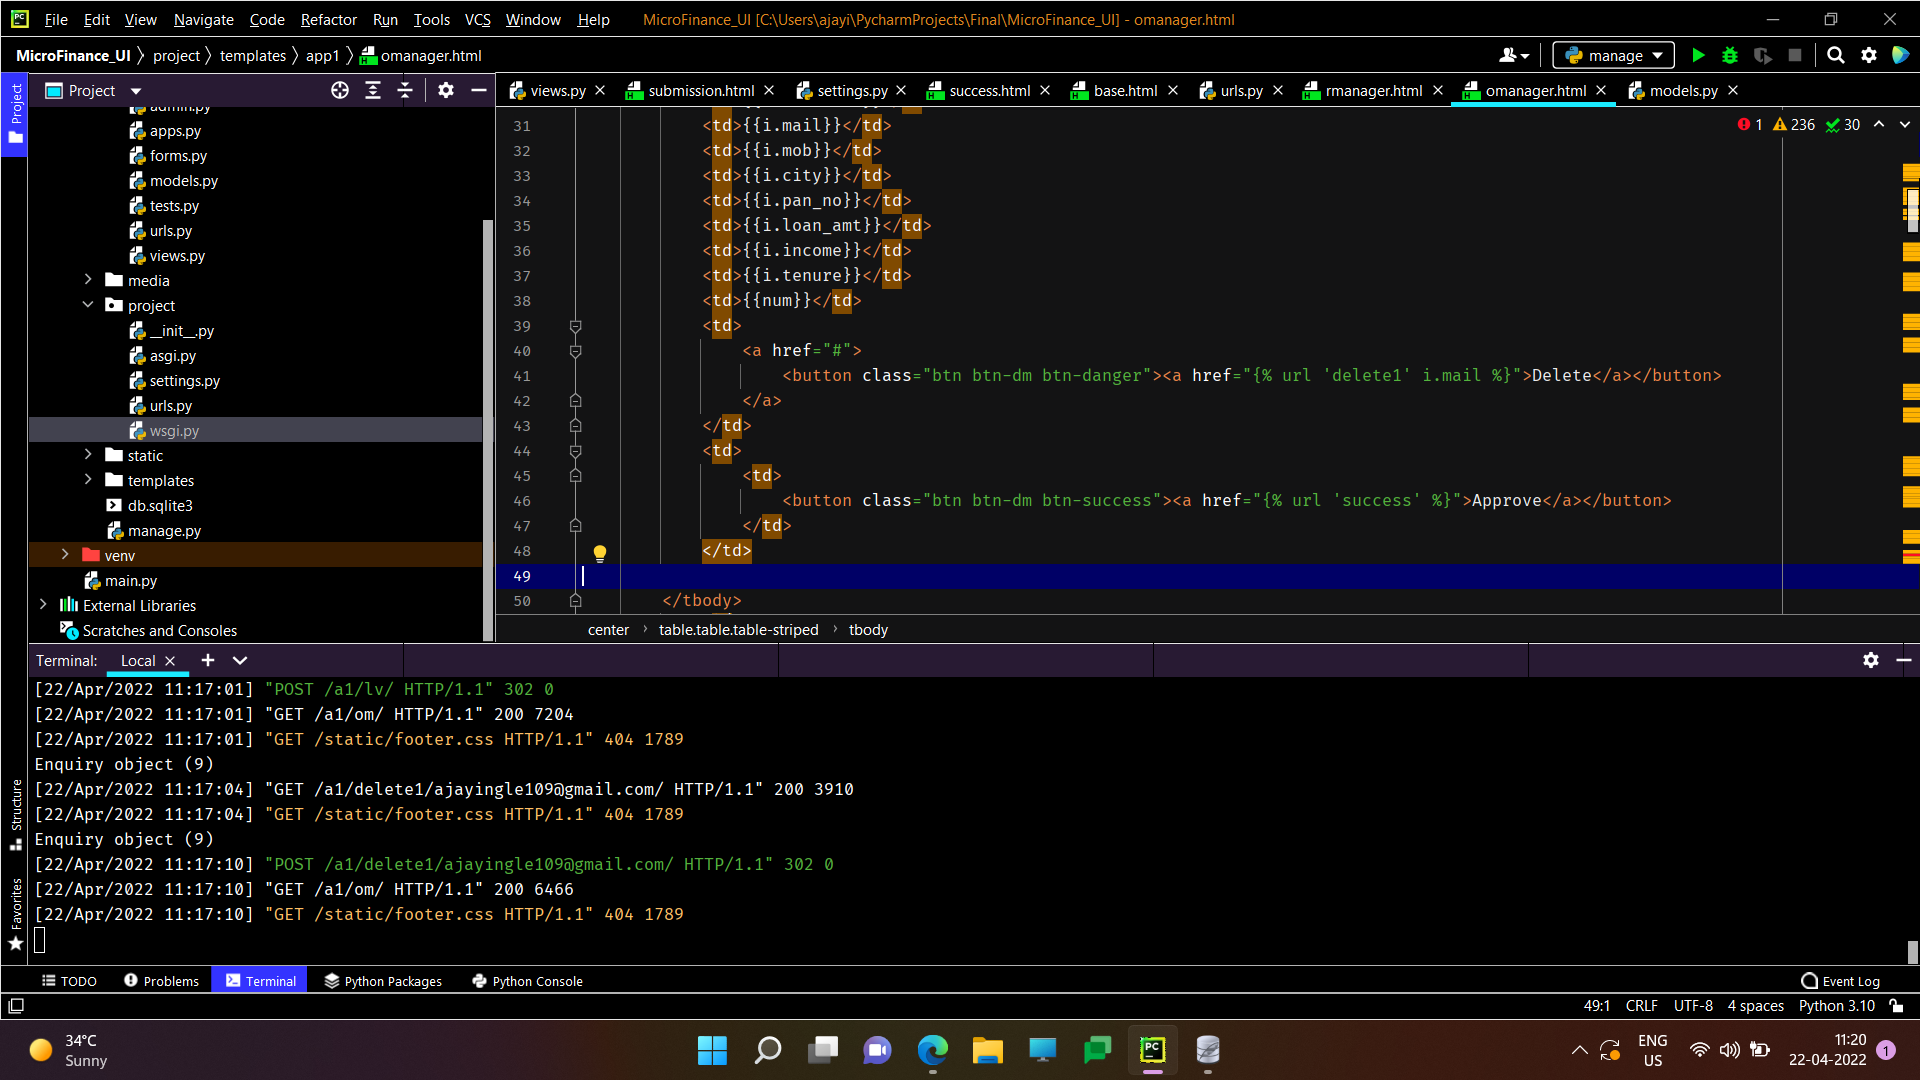 File Edit View Navigate Code Refactor Run Tools VCS Window Help MicroFinance_UI [C:\Users\ajayi\PycharmProjects\Final\MicroFinance_UI] - omanager.html
MicroFinance_UI project templates app1 omanager.html manage
Project
Project
views.py submission.html settings.py success.html base.html urls.py rmanager.html omanager.html models.py
admin.py
apps.py
forms.py
models.py
tests.py
urls.py
views.py
media
project
__init__.py
asgi.py
settings.py
urls.py
wsgi.py
static
templates
db.sqlite3
manage.py
venv
main.py
External Libraries
Scratches and Consoles
1 236 30
31 <td>{{i.mail}}</td>
32 <td>{{i.mob}}</td>
33 <td>{{i.city}}</td>
34 <td>{{i.pan_no}}</td>
35 <td>{{i.loan_amt}}</td>
36 <td>{{i.income}}</td>
37 <td>{{i.tenure}}</td>
38 <td>{{num}}</td>
39 <td>
40 <a href="#">
41 <button class="btn btn-dm btn-danger"><a href="{% url 'delete1' i.mail %}">Delete</a></button>
42 </a>
43 </td>
44 <td>
45 <td>
46 <button class="btn btn-dm btn-success"><a href="{% url 'success' %}">Approve</a></button>
47 </td>
48 </td>
49
50 </tbody>
center table.table.table-striped tbody
Terminal: Local
[22/Apr/2022 11:17:01] "POST /a1/lv/ HTTP/1.1" 302 0
[22/Apr/2022 11:17:01] "GET /a1/om/ HTTP/1.1" 200 7204
[22/Apr/2022 11:17:01] "GET /static/footer.css HTTP/1.1" 404 1789
Enquiry object (9)
[22/Apr/2022 11:17:04] "GET /a1/delete1/ajayingle109@gmail.com/ HTTP/1.1" 200 3910
[22/Apr/2022 11:17:04] "GET /static/footer.css HTTP/1.1" 404 1789
Enquiry object (9)
[22/Apr/2022 11:17:10] "POST /a1/delete1/ajayingle109@gmail.com/ HTTP/1.1" 302 0
[22/Apr/2022 11:17:10] "GET /a1/om/ HTTP/1.1" 200 6466
[22/Apr/2022 11:17:10] "GET /static/footer.css HTTP/1.1" 404 1789
Structure
Favorites
TODO Problems Terminal Python Packages Python Console Event Log
49:1 CRLF UTF-8 4 spaces Python 3.10
34°C
Sunny
PC
ENG
US
11:20
22-04-2022
1